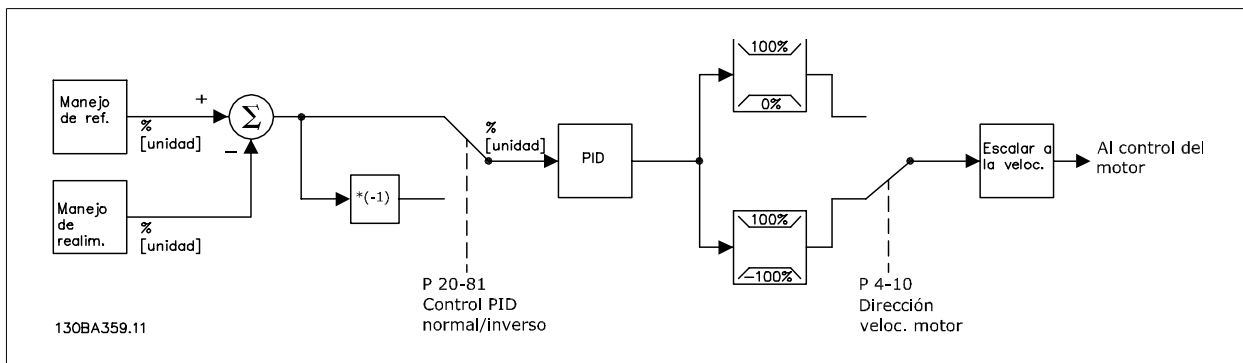 Manejo
de ref.
+
%
[unidad]
Σ
−
Manejo
de
realim.
%
[unidad]
*(-1)
%
[unidad]
P 20-81
Control PID
normal/inverso
PID
100%
0%
100%
−100%
P 4-10
Dirección
veloc. motor
Escalar a
la veloc.
Al control del
motor
130BA359.11